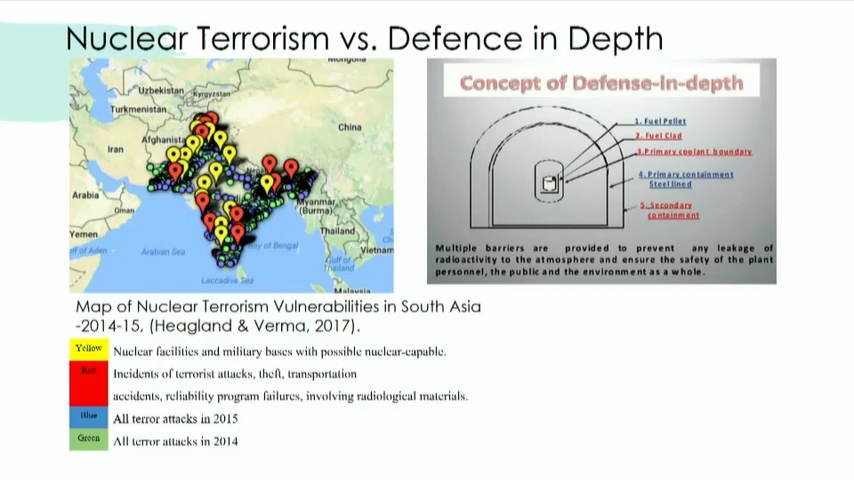 Nuclear Terrorism vs. Defence in Depth
Mongolia
Uzbekistan
Kyrgyzstan
Turkmenistan
China
Afghanist
Iran
Arabia
Oman
Myanmar
(Burma)
Yemen
Thailand
Arabian Sea
Bay of Bengal
Vietnam
Gulf of
Thailand
Laccadive Sea
Malaysia
Concept of Defense-in-depth
1. Fuel Pellet
2. Fuel Clad
3.Primary coolant boundary
4. Primary containment
Steel lined
5. Secondary
containment
Multiple barriers are provided to prevent any leakage of
radioactivity to the atmosphere and ensure the safety of the plant
personnel, the public and the environment as a whole.
Map of Nuclear Terrorism Vulnerabilities in South Asia
-2014-15, (Heagland & Verma, 2017).
Yellow Nuclear facilities and military bases with possible nuclear-capable.
Red Incidents of terrorist attacks, theft, transportation
accidents, reliability program failures, involving radiological materials.
Blue All terror attacks in 2015
Green All terror attacks in 2014